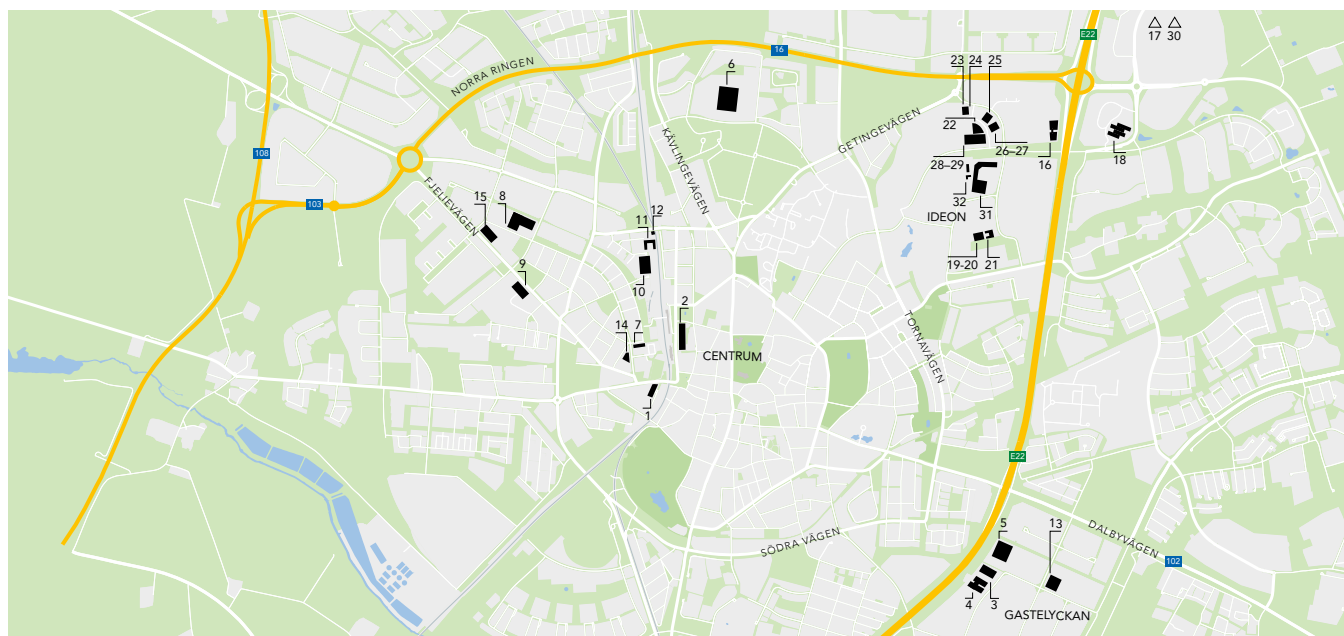 17 30
E22
16
6
NORRA RINGEN
23 24 25
GETINGEVÄGEN
22
KÄVLINGEVÄGEN
108
28–29
26–27
16
18
FJELIEVÄGEN
15 8
103
32
31
IDEON
12
11
19-20 21
9
10
2
14 7
TORNAVÄGEN
CENTRUM
1
E22
SÖDRA VÄGEN
5 13
DALBYVÄGEN
102
4 3
GASTELYCKAN